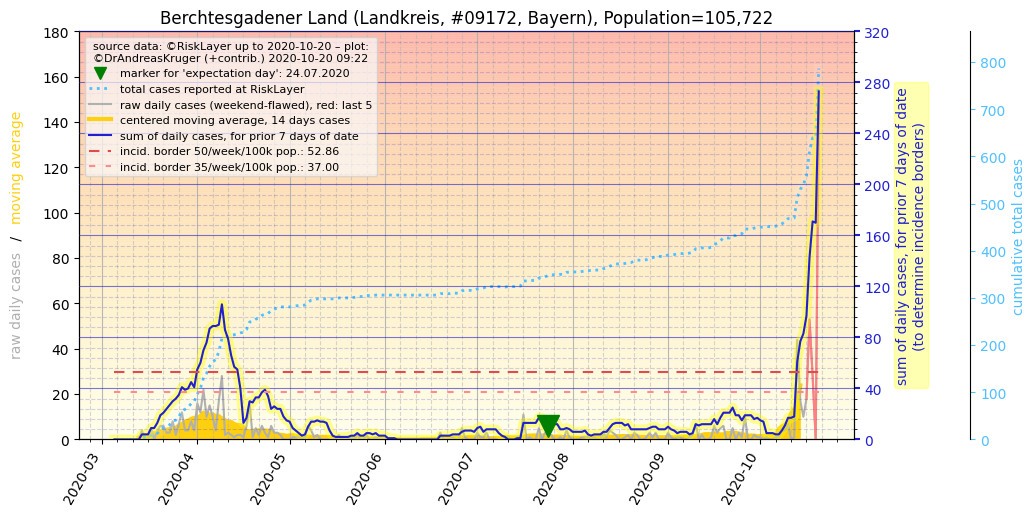 Berchtesgadener Land (Landkreis, #09172, Bayern), Population=105,722
source data: ©RiskLayer up to 2020-10-20 – plot:
©DrAndreasKruger (+contrib.) 2020-10-20 09:22
marker for 'expectation day': 24.07.2020
total cases reported at RiskLayer
raw daily cases (weekend-flawed), red: last 5
centered moving average, 14 days cases
sum of daily cases, for prior 7 days of date
incid. border 50/week/100k pop.: 52.86
incid. border 35/week/100k pop.: 37.00
raw daily cases / moving average
180
160
140
120
100
80
60
40
20
0
2020-03
2020-04
2020-05
2020-06
2020-07
2020-08
2020-09
2020-10
320
280
240
200
160
120
80
40
0
sum of daily cases, for prior 7 days of date
(to determine incidence borders)
800
700
600
500
400
300
200
100
0
cumulative total cases